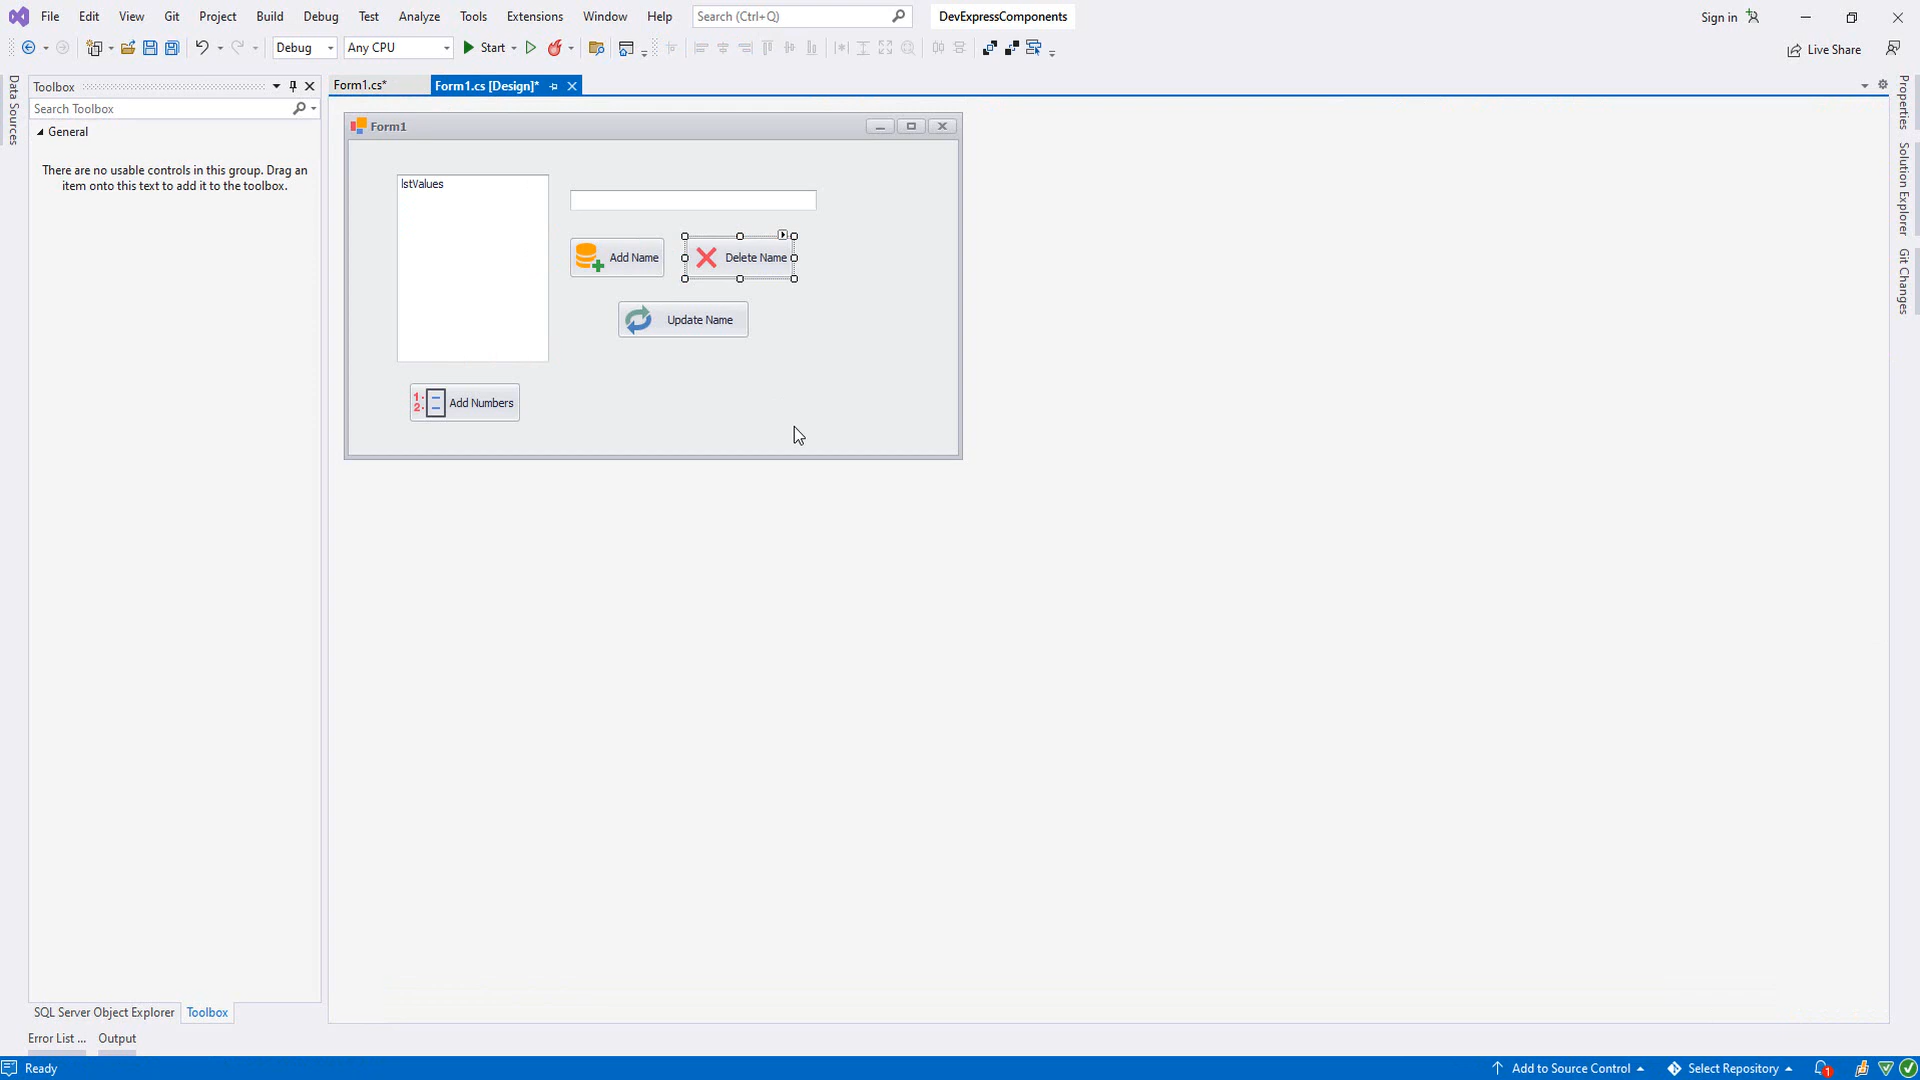 File Edit View Git Project Build Debug Test Analyze Tools Extensions Window Help Search (Ctrl+Q) DevExpressComponents Sign in
Debug Any CPU Start Live Share
Data Sources
Toolbox
Search Toolbox
General
There are no usable controls in this group. Drag an
item onto this text to add it to the toolbox.
Form1.cs* Form1.cs [Design]*
Form1
lstValues
Add Name Delete Name
Update Name
1.
2.
Add Numbers
Properties
Solution Explorer
Git Changes
SQL Server Object Explorer Toolbox
Error List ... Output
Ready Add to Source Control Select Repository 1